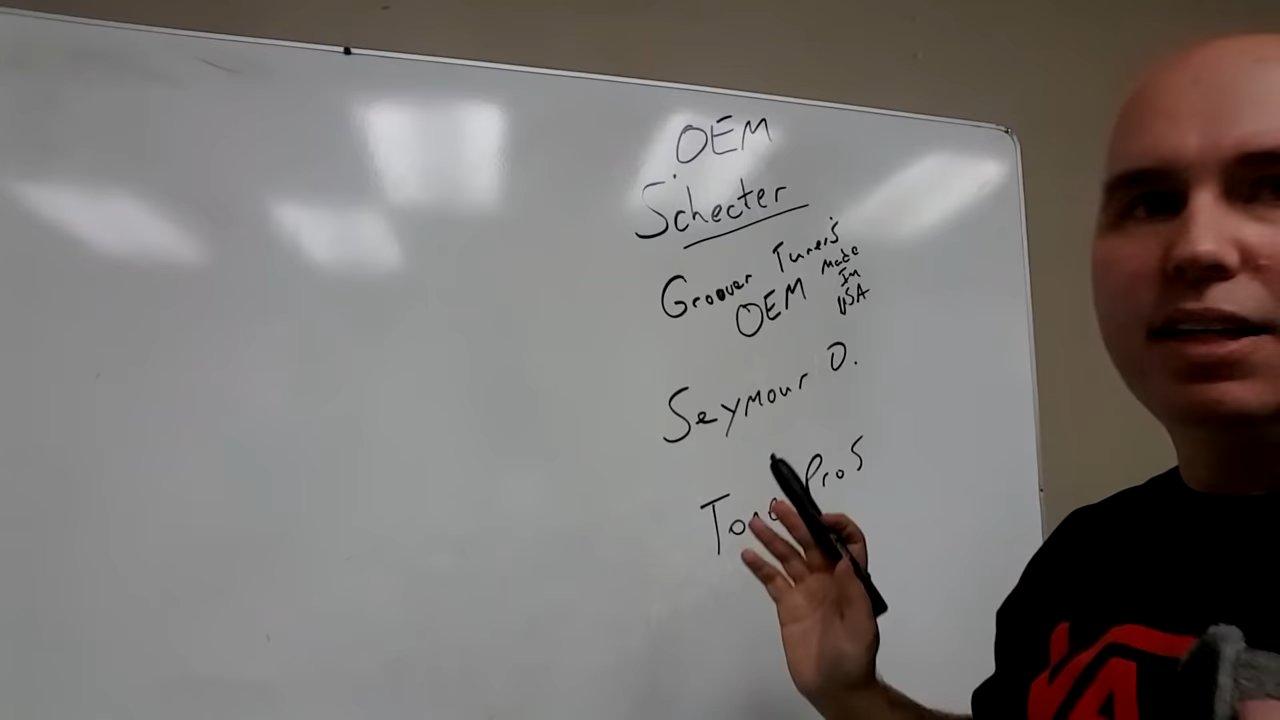 OEM
Schecter
Groover Tuners
OEM Made
In
USA
Seymour D.
Tone Pros